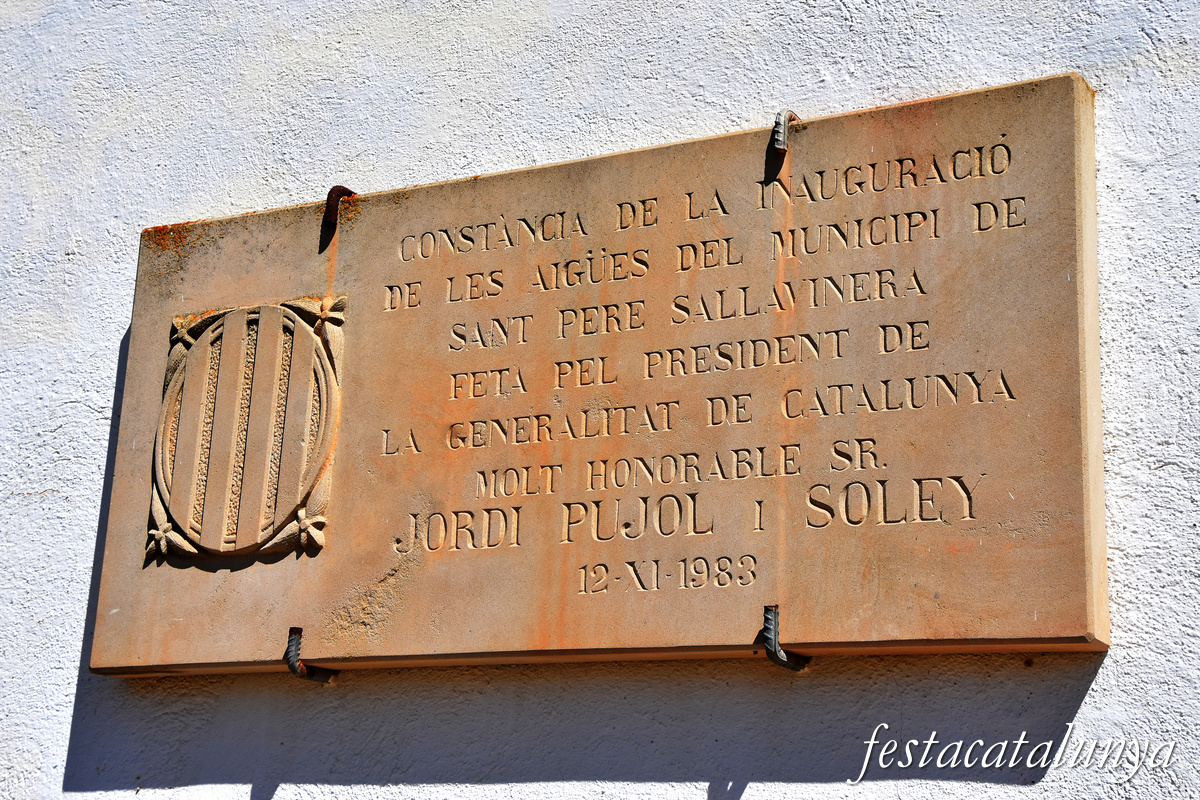 CONSTÀNCIA DE LA INAUGURACIÓ
DE LES AIGÜES DEL MUNICIPI DE
SANT PERE SALLAVINERA
FETA PEL PRESIDENT DE
LA GENERALITAT DE CATALUNYA
MOLT HONORABLE SR.
JORDI PUJOL I SOLEY
12-XI-1983
festacatalunya